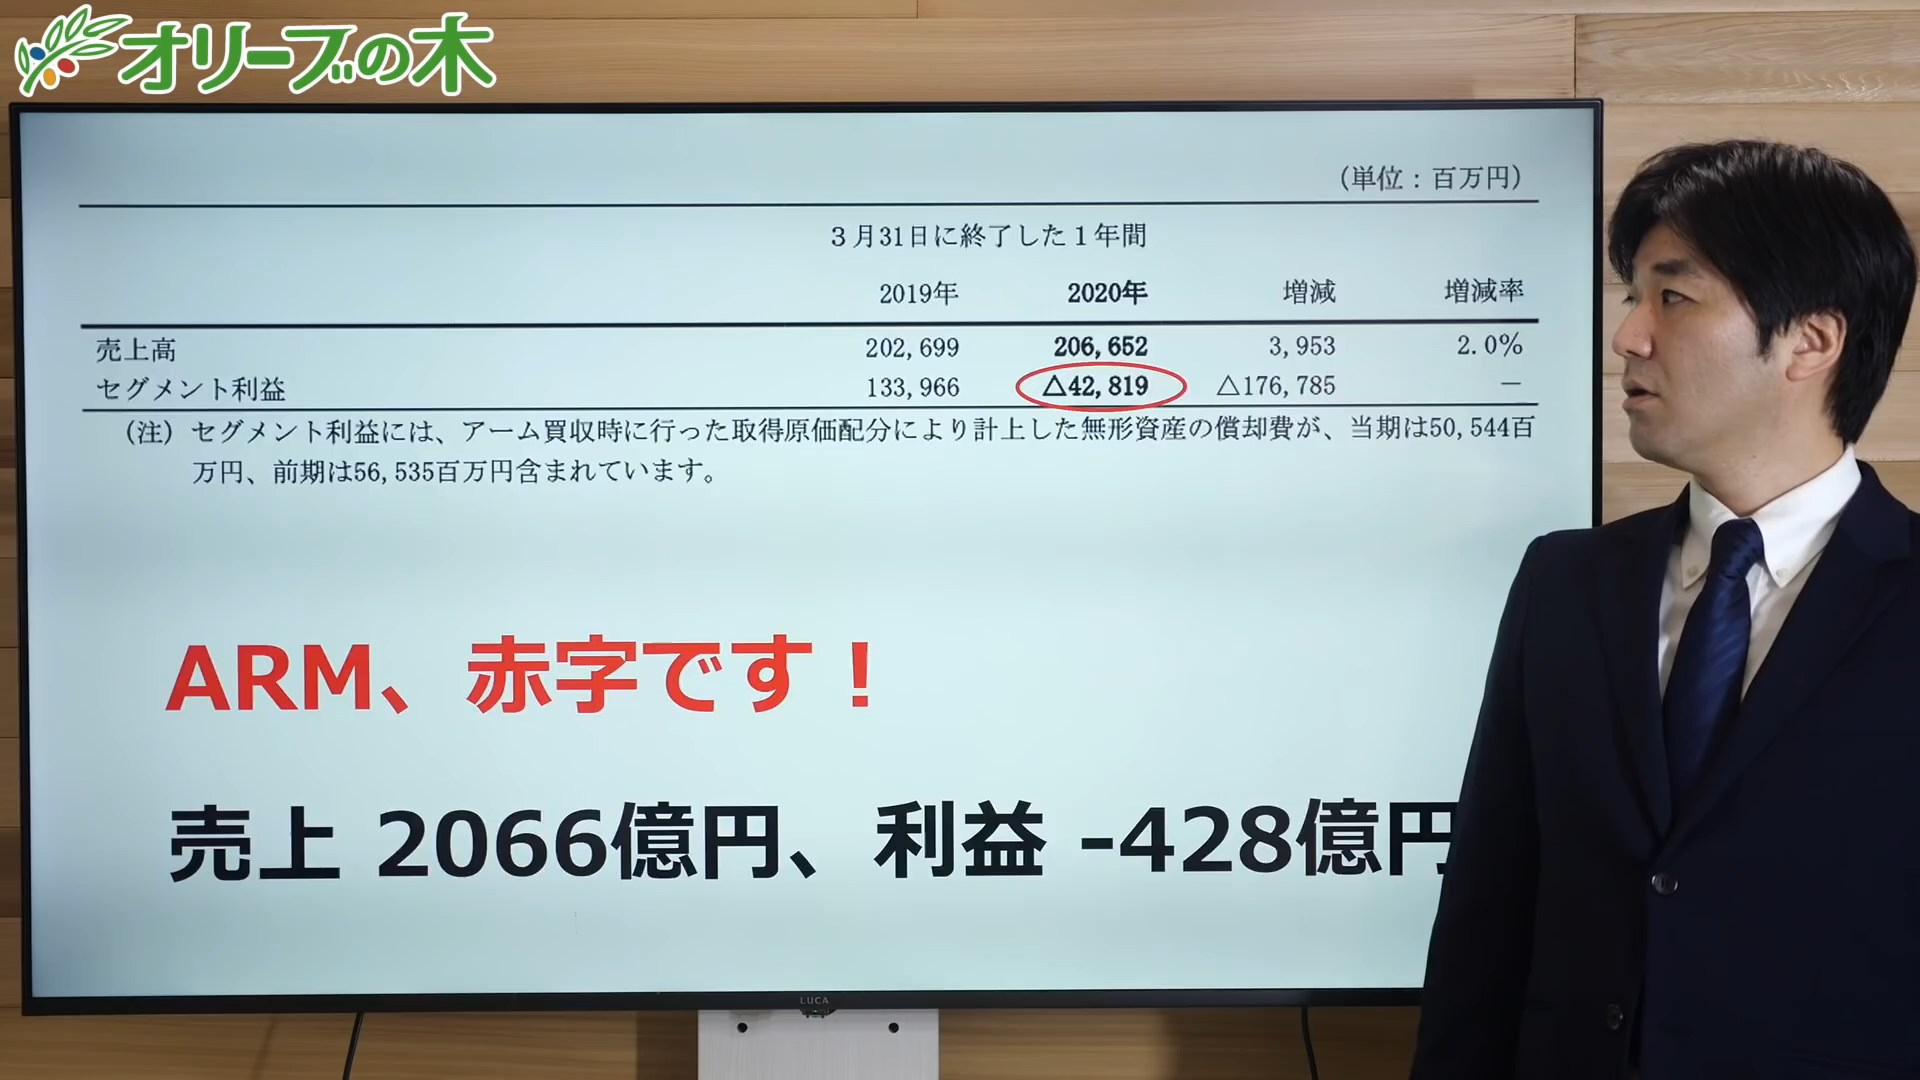 オリーブの木
（単位：百万円）
３月31日に終了した１年間
2019年 2020年 増減 増減率
売上高 202,699 206,652 3,953 2.0%
セグメント利益 133,966 △42,819 △176,785 －
（注）セグメント利益には、アーム買収時に行った取得原価配分により計上した無形資産の償却費が、当期は50,544百
万円、前期は56,535百万円含まれています。
ARM、赤字です！
売上 2066億円、利益 -428億円
LUCA